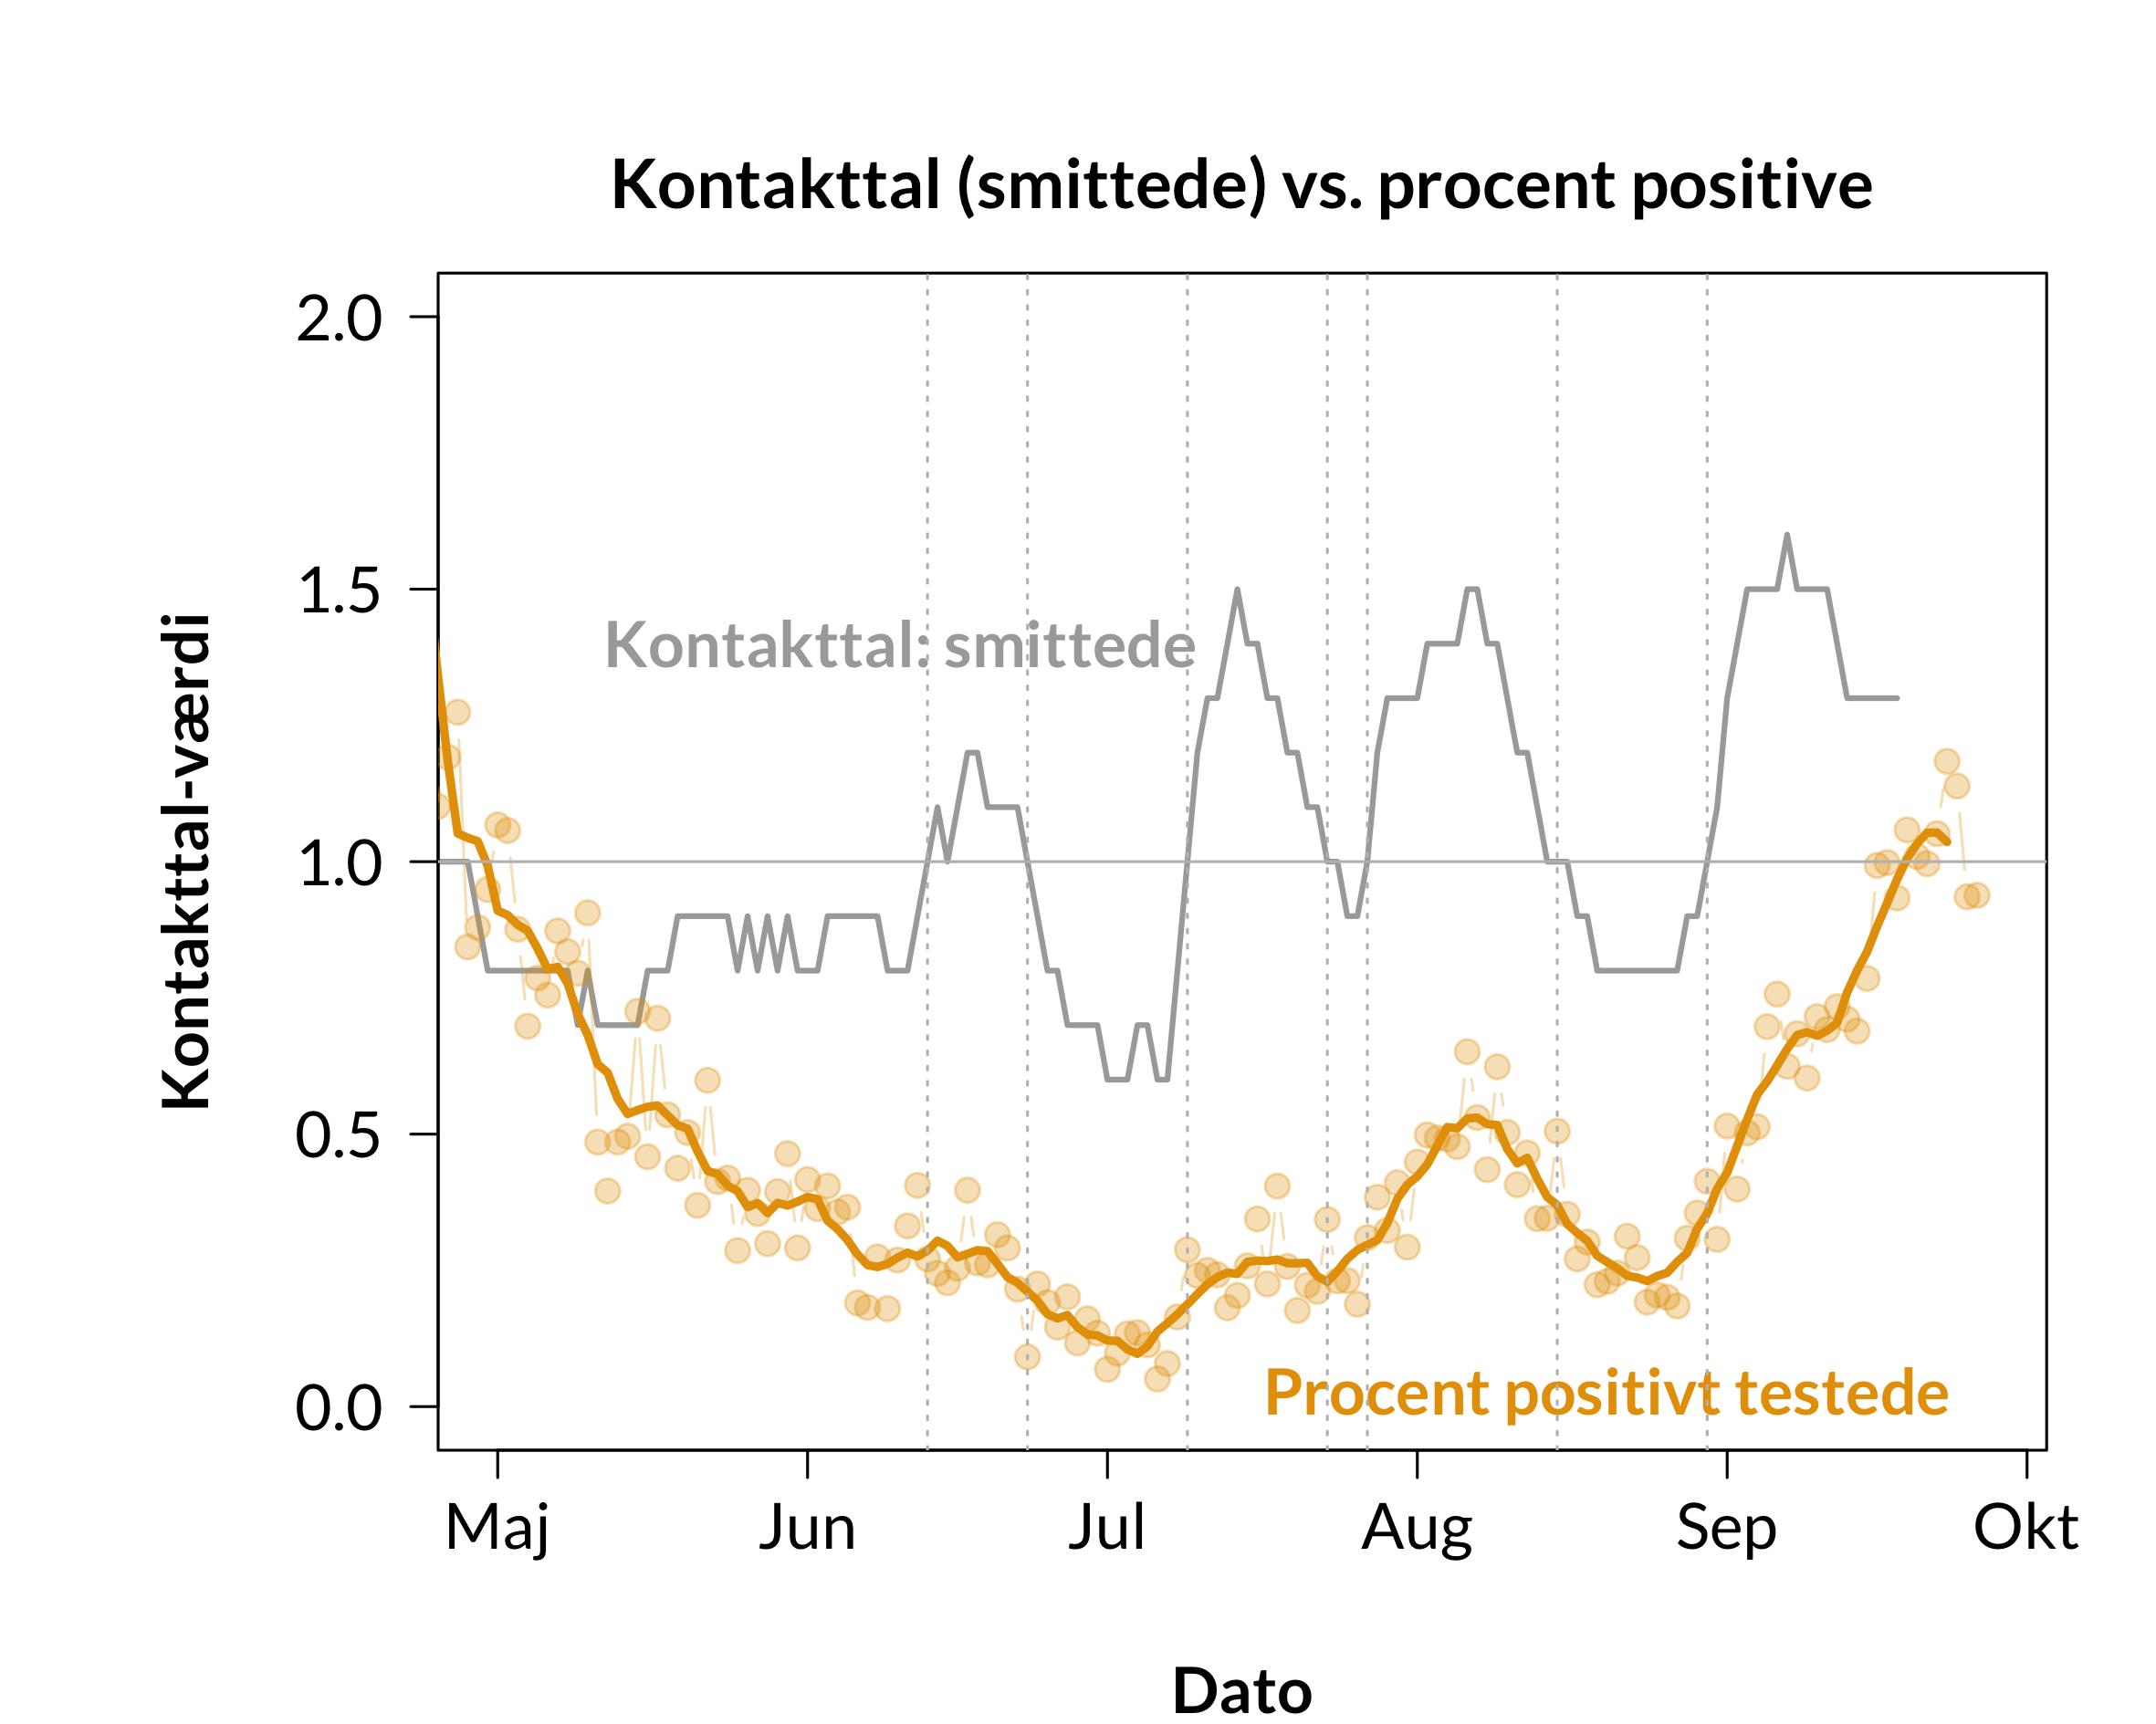 Kontakttal (smittede) vs. procent positive
2.0
1.5
1.0
0.5
0.0
Kontakttal-værdi
Kontakttal: smittede
Procent positivt testede
Maj Jun Jul Aug Sep Okt
Dato